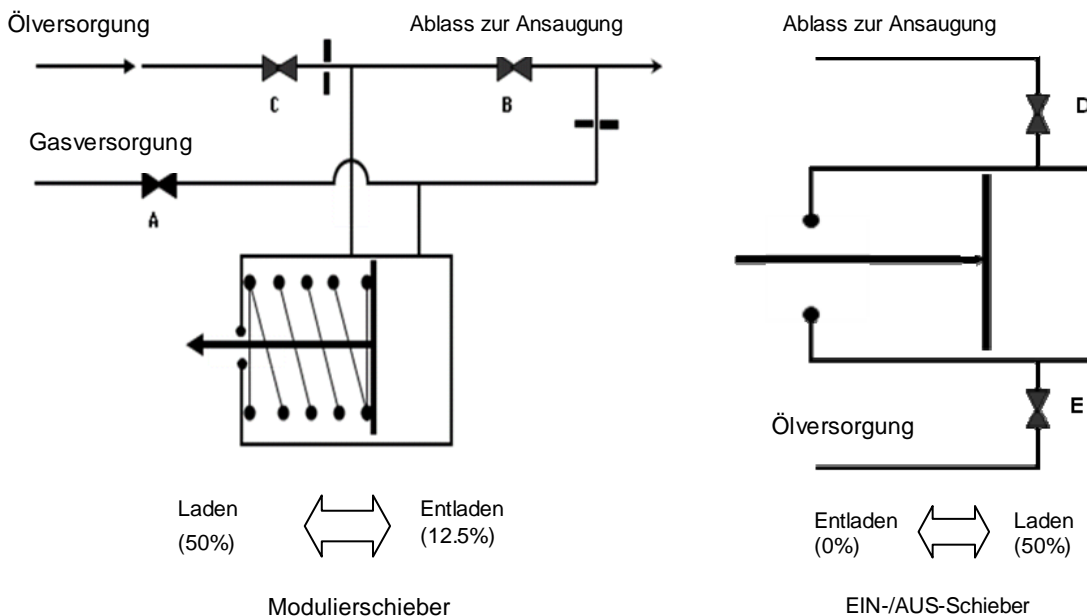 Ölversorgung
Ablass zur Ansaugung
C
B
Gasversorgung
A
Laden
(50%)
Entladen
(12.5%)
Modulierschieber
Ablass zur Ansaugung
D
E
Ölversorgung
Entladen
(0%)
Laden
(50%)
EIN-/AUS-Schieber